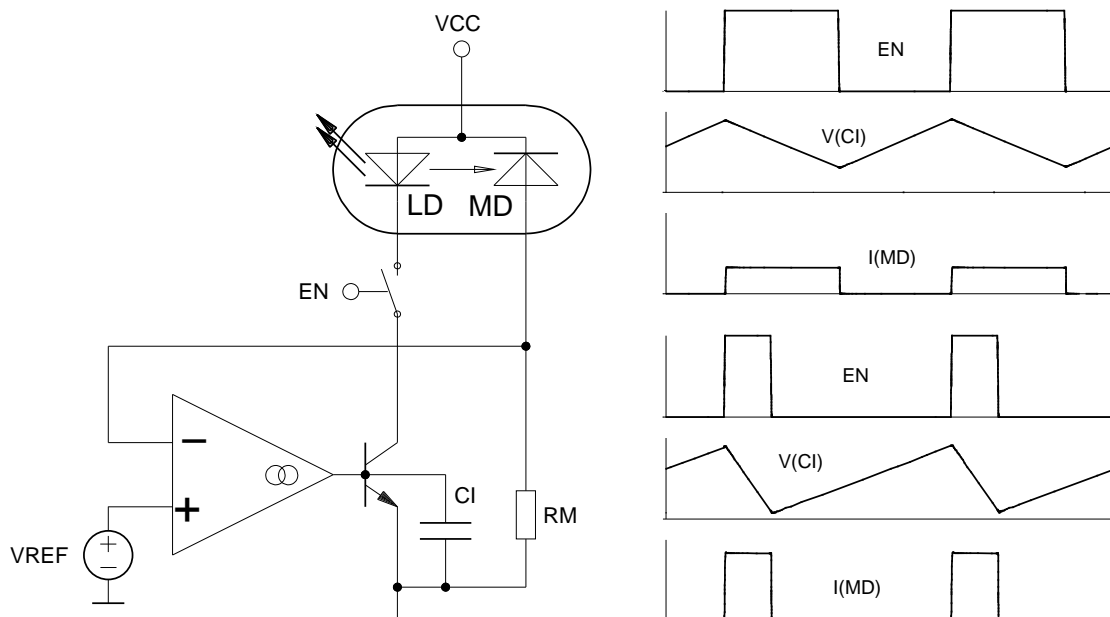 VCC
LD
MD
EN
CI
RM
VREF
EN
V(CI)
I(MD)
EN
V(CI)
I(MD)